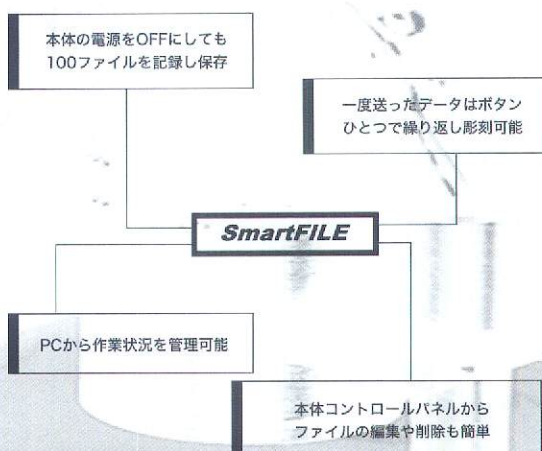 本体の電源をOFFにしても
100ファイルを記録し保存
一度送ったデータはボタン
ひとつで繰り返し彫刻可能
SmartFILE
PCから作業状況を管理可能
本体コントロールパネルから
ファイルの編集や削除も簡単